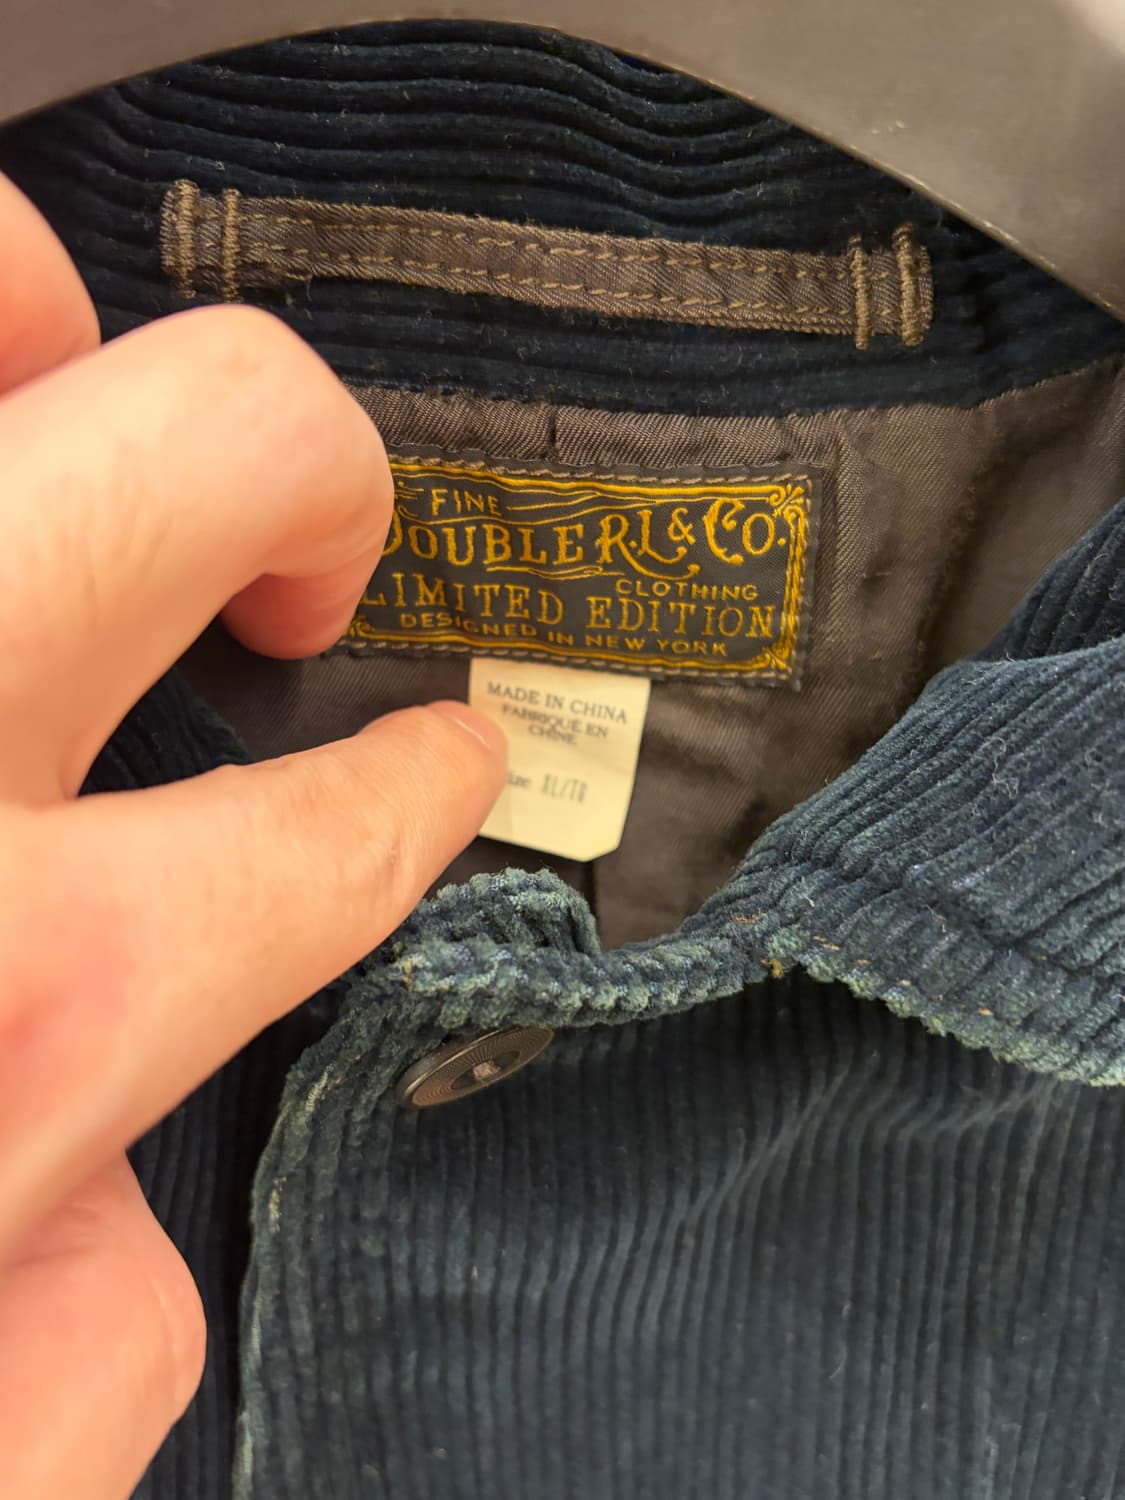 FINE
DOUBLE RL & CO.
CLOTHING
LIMITED EDITION
DESIGNED IN NEW YORK
MADE IN CHINA
FABRIQUÉ EN
CHINE
XL/TG